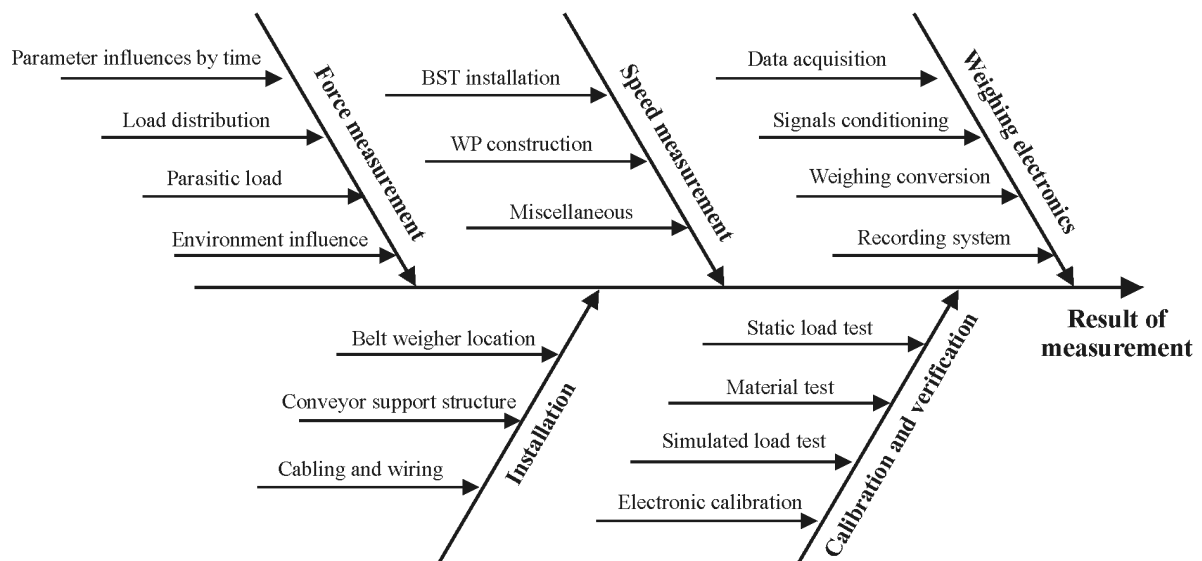 Parameter influences by time
Load distribution
Parasitic load
Environment influence
Force measurement
BST installation
WP construction
Miscellaneous
Speed measurement
Data acquisition
Signals conditioning
Weighing conversion
Recording system
Weighing electronics
Belt weigher location
Conveyor support structure
Cabling and wiring
Installation
Static load test
Material test
Simulated load test
Electronic calibration
Calibration and verification
Result of
measurement